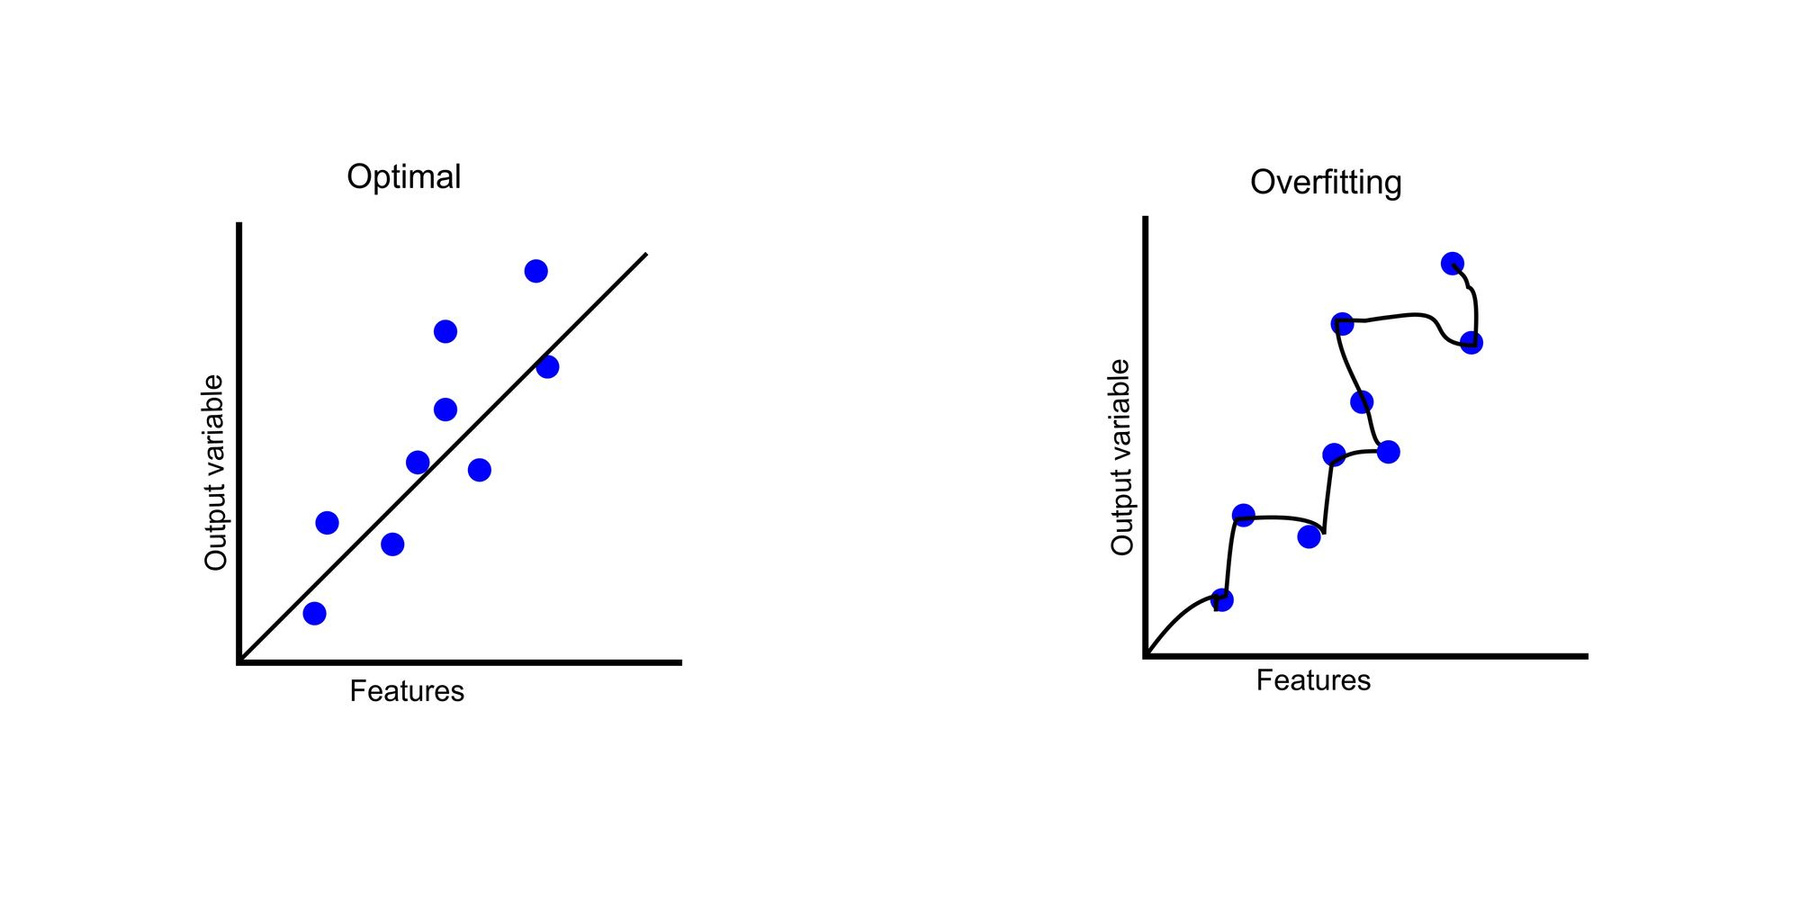 Optimal
Output variable
Features
Overfitting
Output variable
Features